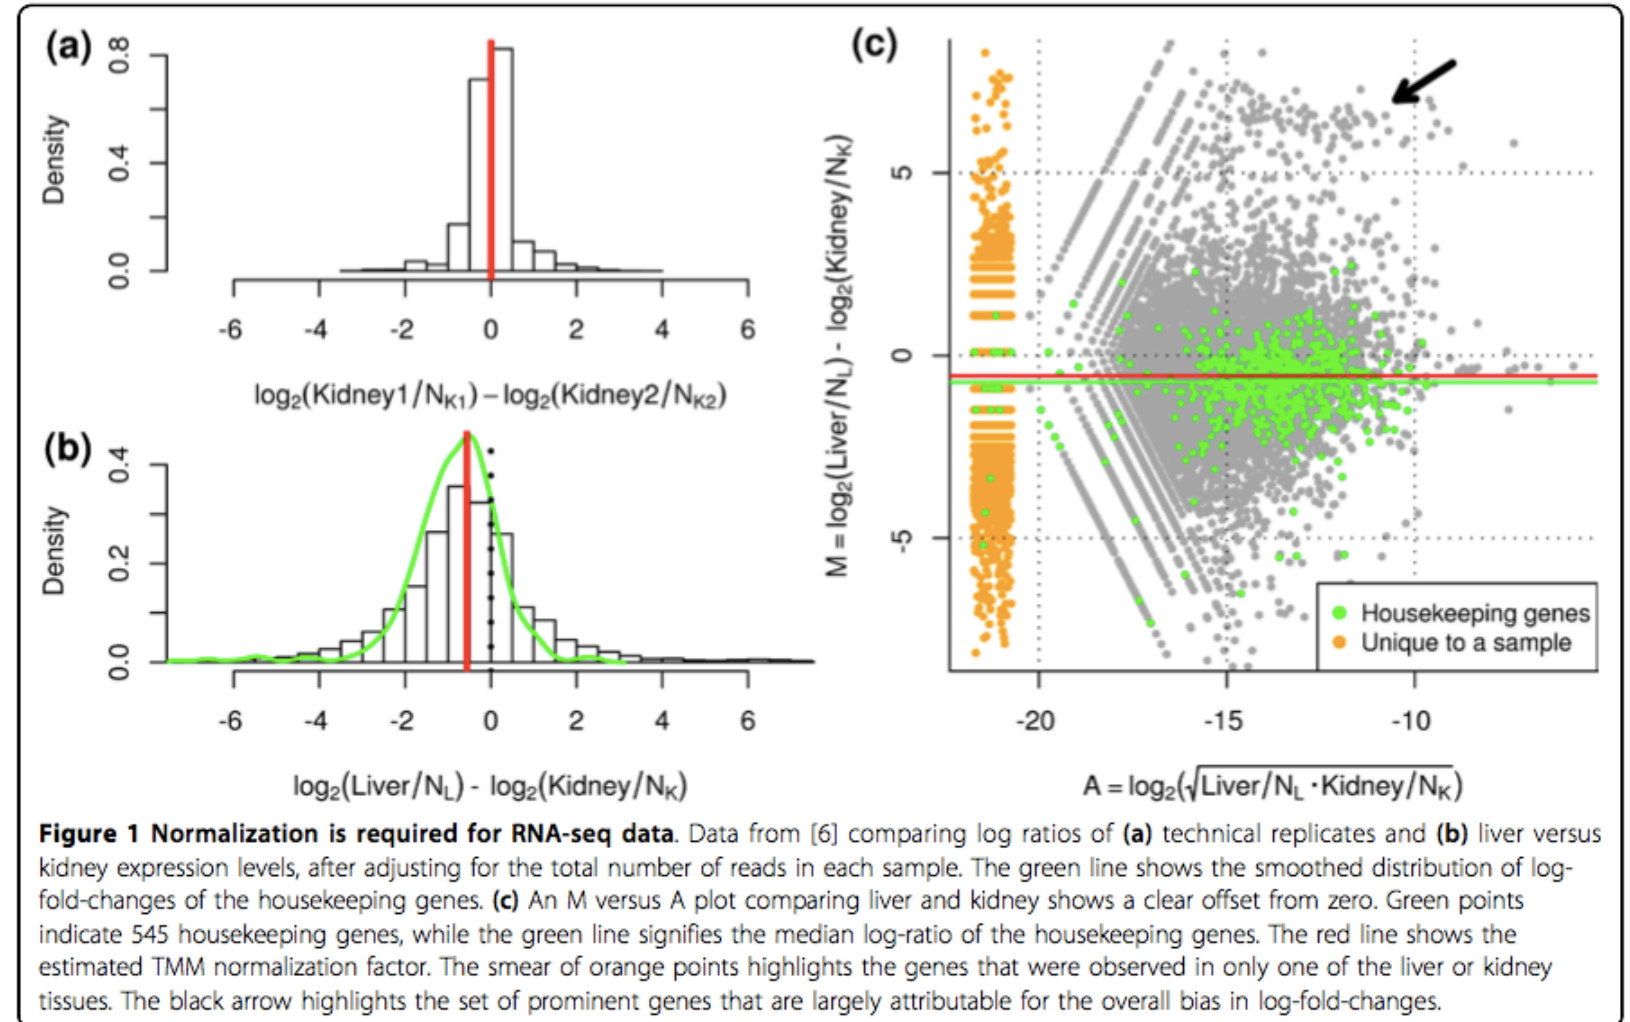 (a)
Density
0.8
0.4
0.0
-6 -4 -2 0 2 4 6
log2(Kidney1/NK1) – log2(Kidney2/NK2)
(b)
Density
0.4
0.2
0.0
-6 -4 -2 0 2 4 6
log2(Liver/NL) - log2(Kidney/NK)
(c)
M = log2(Liver/NL) - log2(Kidney/NK)
5
0
-5
Housekeeping genes
Unique to a sample
-20 -15 -10
A = log2(√Liver/NL · Kidney/NK)
Figure 1 Normalization is required for RNA-seq data. Data from [6] comparing log ratios of (a) technical replicates and (b) liver versus
kidney expression levels, after adjusting for the total number of reads in each sample. The green line shows the smoothed distribution of log-
fold-changes of the housekeeping genes. (c) An M versus A plot comparing liver and kidney shows a clear offset from zero. Green points
indicate 545 housekeeping genes, while the green line signifies the median log-ratio of the housekeeping genes. The red line shows the
estimated TMM normalization factor. The smear of orange points highlights the genes that were observed in only one of the liver or kidney
tissues. The black arrow highlights the set of prominent genes that are largely attributable for the overall bias in log-fold-changes.